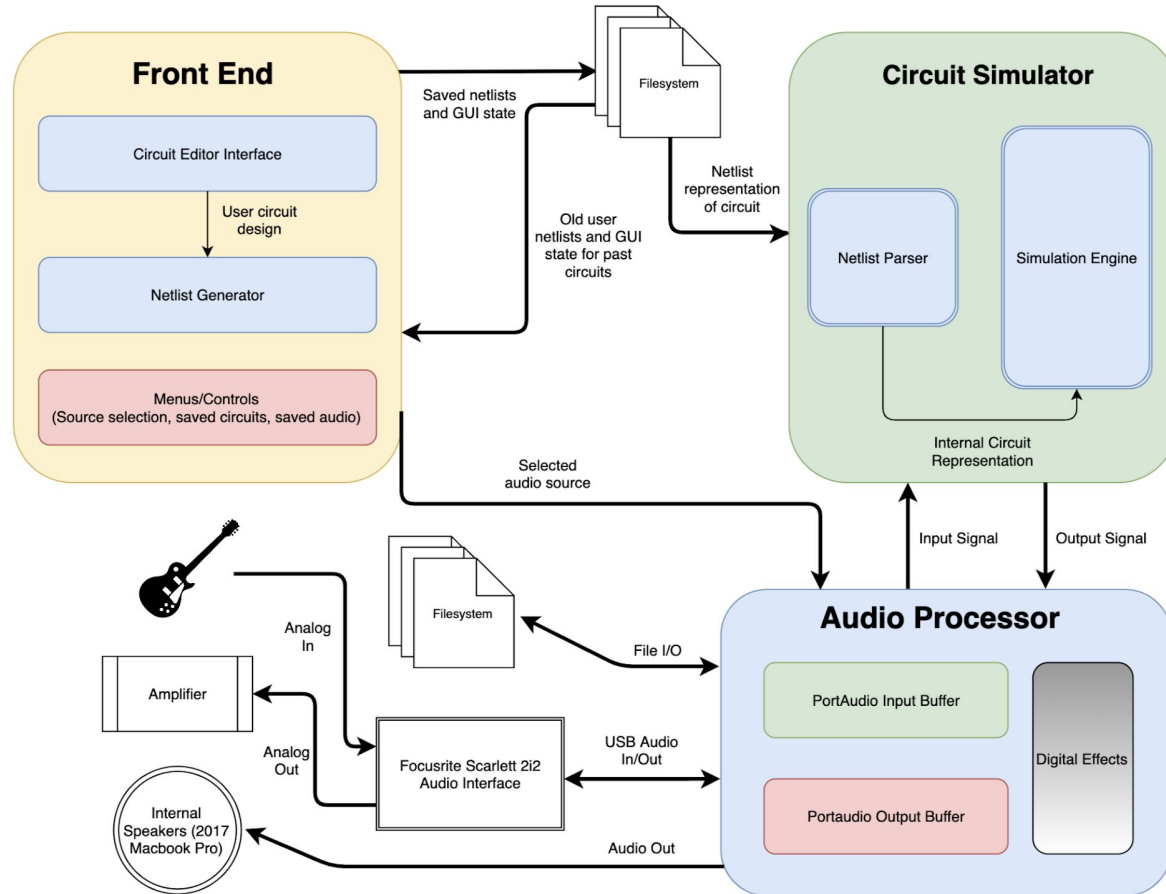 Front End
Circuit Editor Interface
User circuit
design
Netlist Generator
Menus/Controls
(Source selection, saved circuits, saved audio)
Saved netlists
and GUI state
Filesystem
Old user
netlists and GUI
state for past
circuits
Netlist
representation
of circuit
Circuit Simulator
Netlist Parser
Simulation Engine
Internal Circuit
Representation
Selected
audio source
Input Signal
Output Signal
Analog
In
Filesystem
File I/O
Amplifier
Analog
Out
Focusrite Scarlett 2i2
Audio Interface
USB Audio
In/Out
Internal
Speakers (2017
Macbook Pro)
Audio Out
Audio Processor
PortAudio Input Buffer
Portaudio Output Buffer
Digital Effects